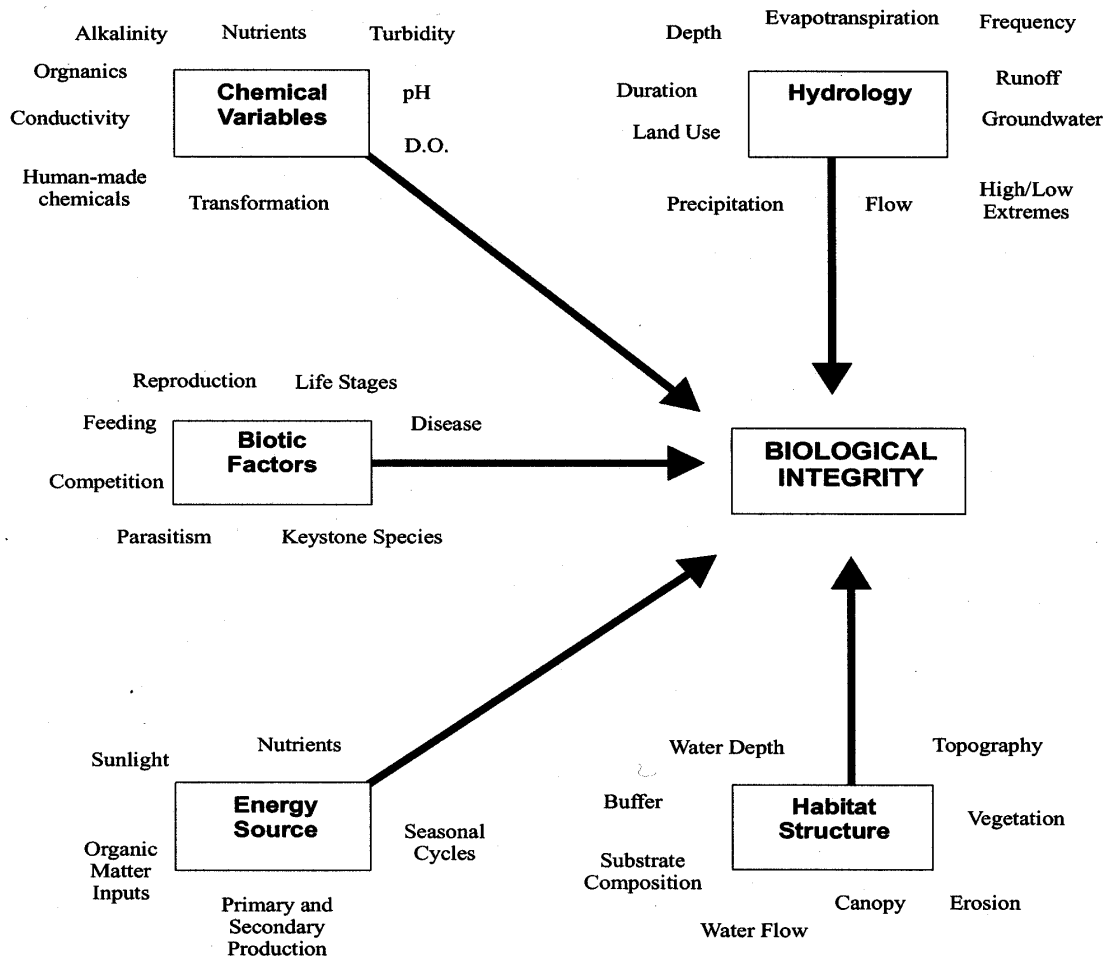 Alkalinity
Nutrients
Turbidity
Orgnanics
Chemical
Variables
pH
Conductivity
D.O.
Human-made
chemicals
Transformation
Depth
Evapotranspiration
Frequency
Duration
Hydrology
Runoff
Land Use
Groundwater
Precipitation
Flow
High/Low
Extremes
Reproduction
Life Stages
Feeding
Biotic
Factors
Disease
Competition
Parasitism
Keystone Species
BIOLOGICAL
INTEGRITY
Sunlight
Nutrients
Energy
Source
Seasonal
Cycles
Organic
Matter
Inputs
Primary and
Secondary
Production
Water Depth
Topography
Buffer
Habitat
Structure
Vegetation
Substrate
Composition
Canopy
Erosion
Water Flow